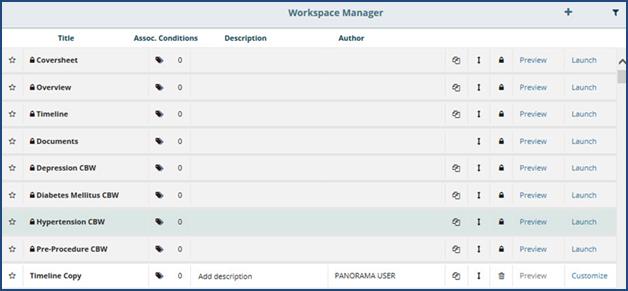 Workspace Manager
Title Assoc. Conditions Description Author
Coversheet 0 Preview Launch
Overview 0 Preview Launch
Timeline 0 Preview Launch
Documents 0 Preview Launch
Depression CBW 0 Preview Launch
Diabetes Mellitus CBW 0 Preview Launch
Hypertension CBW 0 Preview Launch
Pre-Procedure CBW 0 Preview Launch
Timeline Copy 0 Add description PANORAMA USER Preview Customize